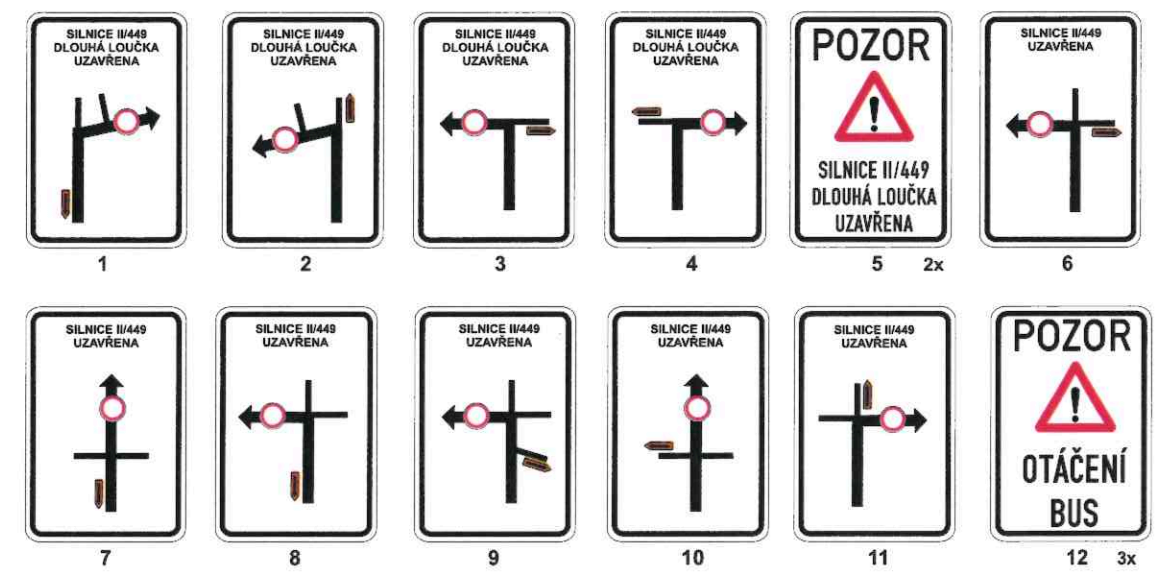 SILNICE II/449
DLOUHÁ LOUČKA
UZAVŘENA
1
SILNICE II/449
DLOUHÁ LOUČKA
UZAVŘENA
2
SILNICE II/449
DLOUHÁ LOUČKA
UZAVŘENA
3
SILNICE II/449
DLOUHÁ LOUČKA
UZAVŘENA
4
POZOR
!
SILNICE II/449
DLOUHÁ LOUČKA
UZAVŘENA
5 2x
SILNICE II/449
UZAVŘENA
6
SILNICE II/449
UZAVŘENA
7
SILNICE II/449
UZAVŘENA
8
SILNICE II/449
UZAVŘENA
9
SILNICE II/449
UZAVŘENA
10
SILNICE II/449
UZAVŘENA
11
POZOR
!
OTÁČENÍ
BUS
12 3x